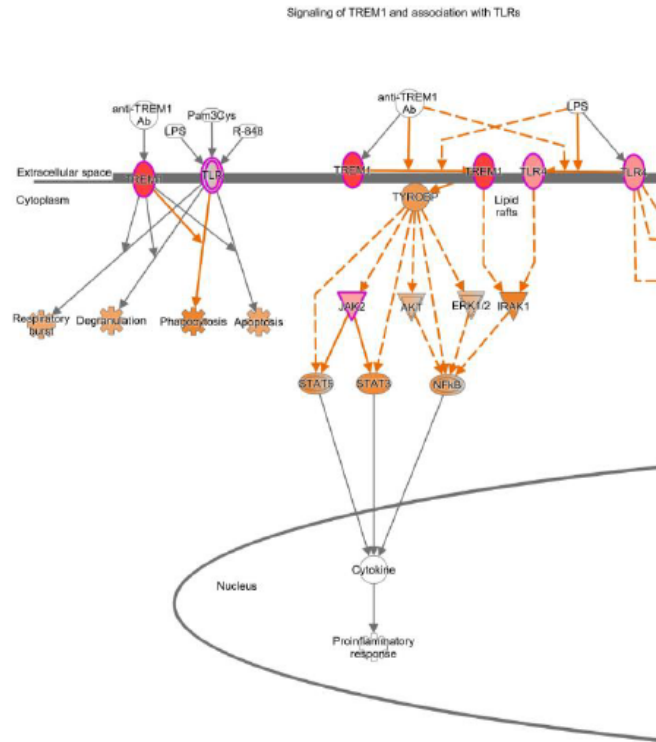 Signaling of TREM1 and association with TLRs
anti-TREM1
Ab
Pam3Cys
LPS
R-848
anti-TREM1
Ab
LPS
Extracellular space
TREM1
TLR
TREM1
TREM1
TLR4
TLR4
Cytoplasm
TYROBP
Lipid
rafts
Respiratory
burst
Degranulation
Phagocytosis
Apoptosis
JAK2
AKT
ERK1/2
IRAK1
STAT5
STAT3
NFkB
Cytokine
Nucleus
Proinflammatory
response